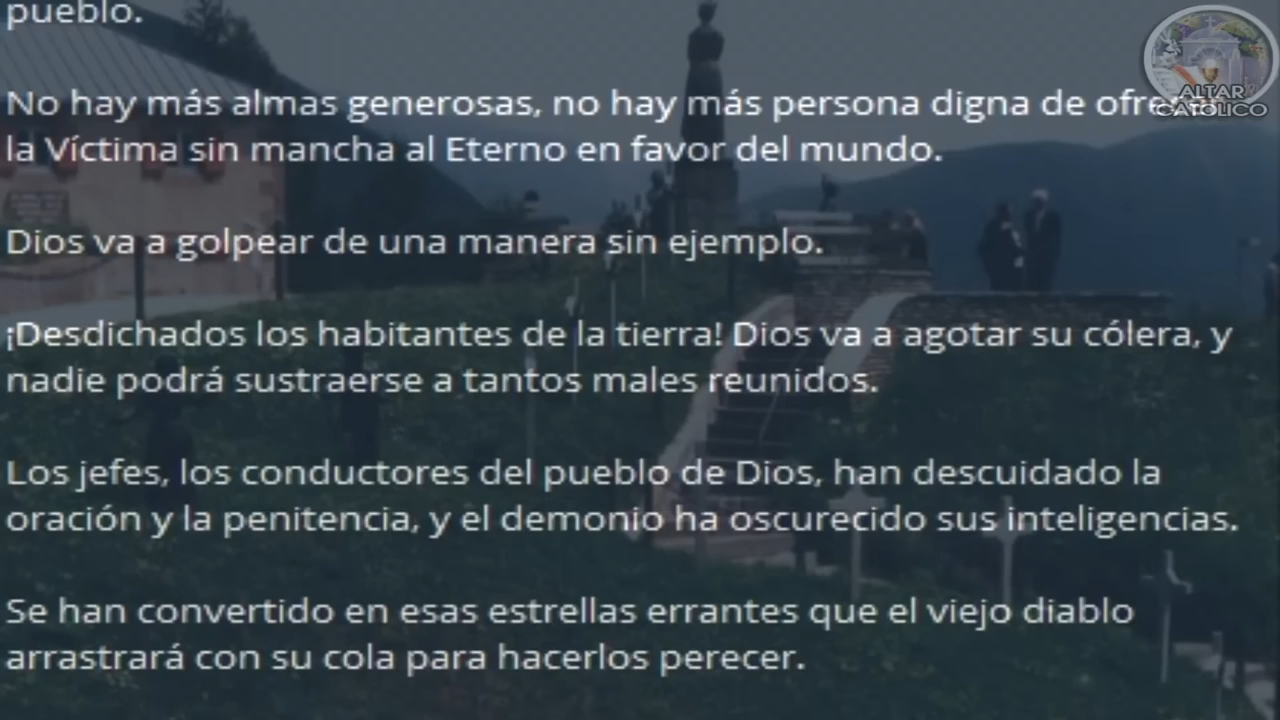 pueblo.
No hay más almas generosas, no hay más persona digna de
la Víctima sin mancha al Eterno en favor del mundo.
Dios va a golpear de una manera sin ejemplo.
¡Desdichados los habitantes de la tierra! Dios va a agotar su cólera, y
nadie podrá sustraerse a tantos males reunidos.
Los jefes, los conductores del pueblo de Dios, han descuidado la
oración y la penitencia, y el demonio ha oscurecido sus inteligencias.
Se han convertido en esas estrellas errantes que el viejo diablo
arrastrará con su cola para hacerlos perecer.
ALTAR
CATOLICO